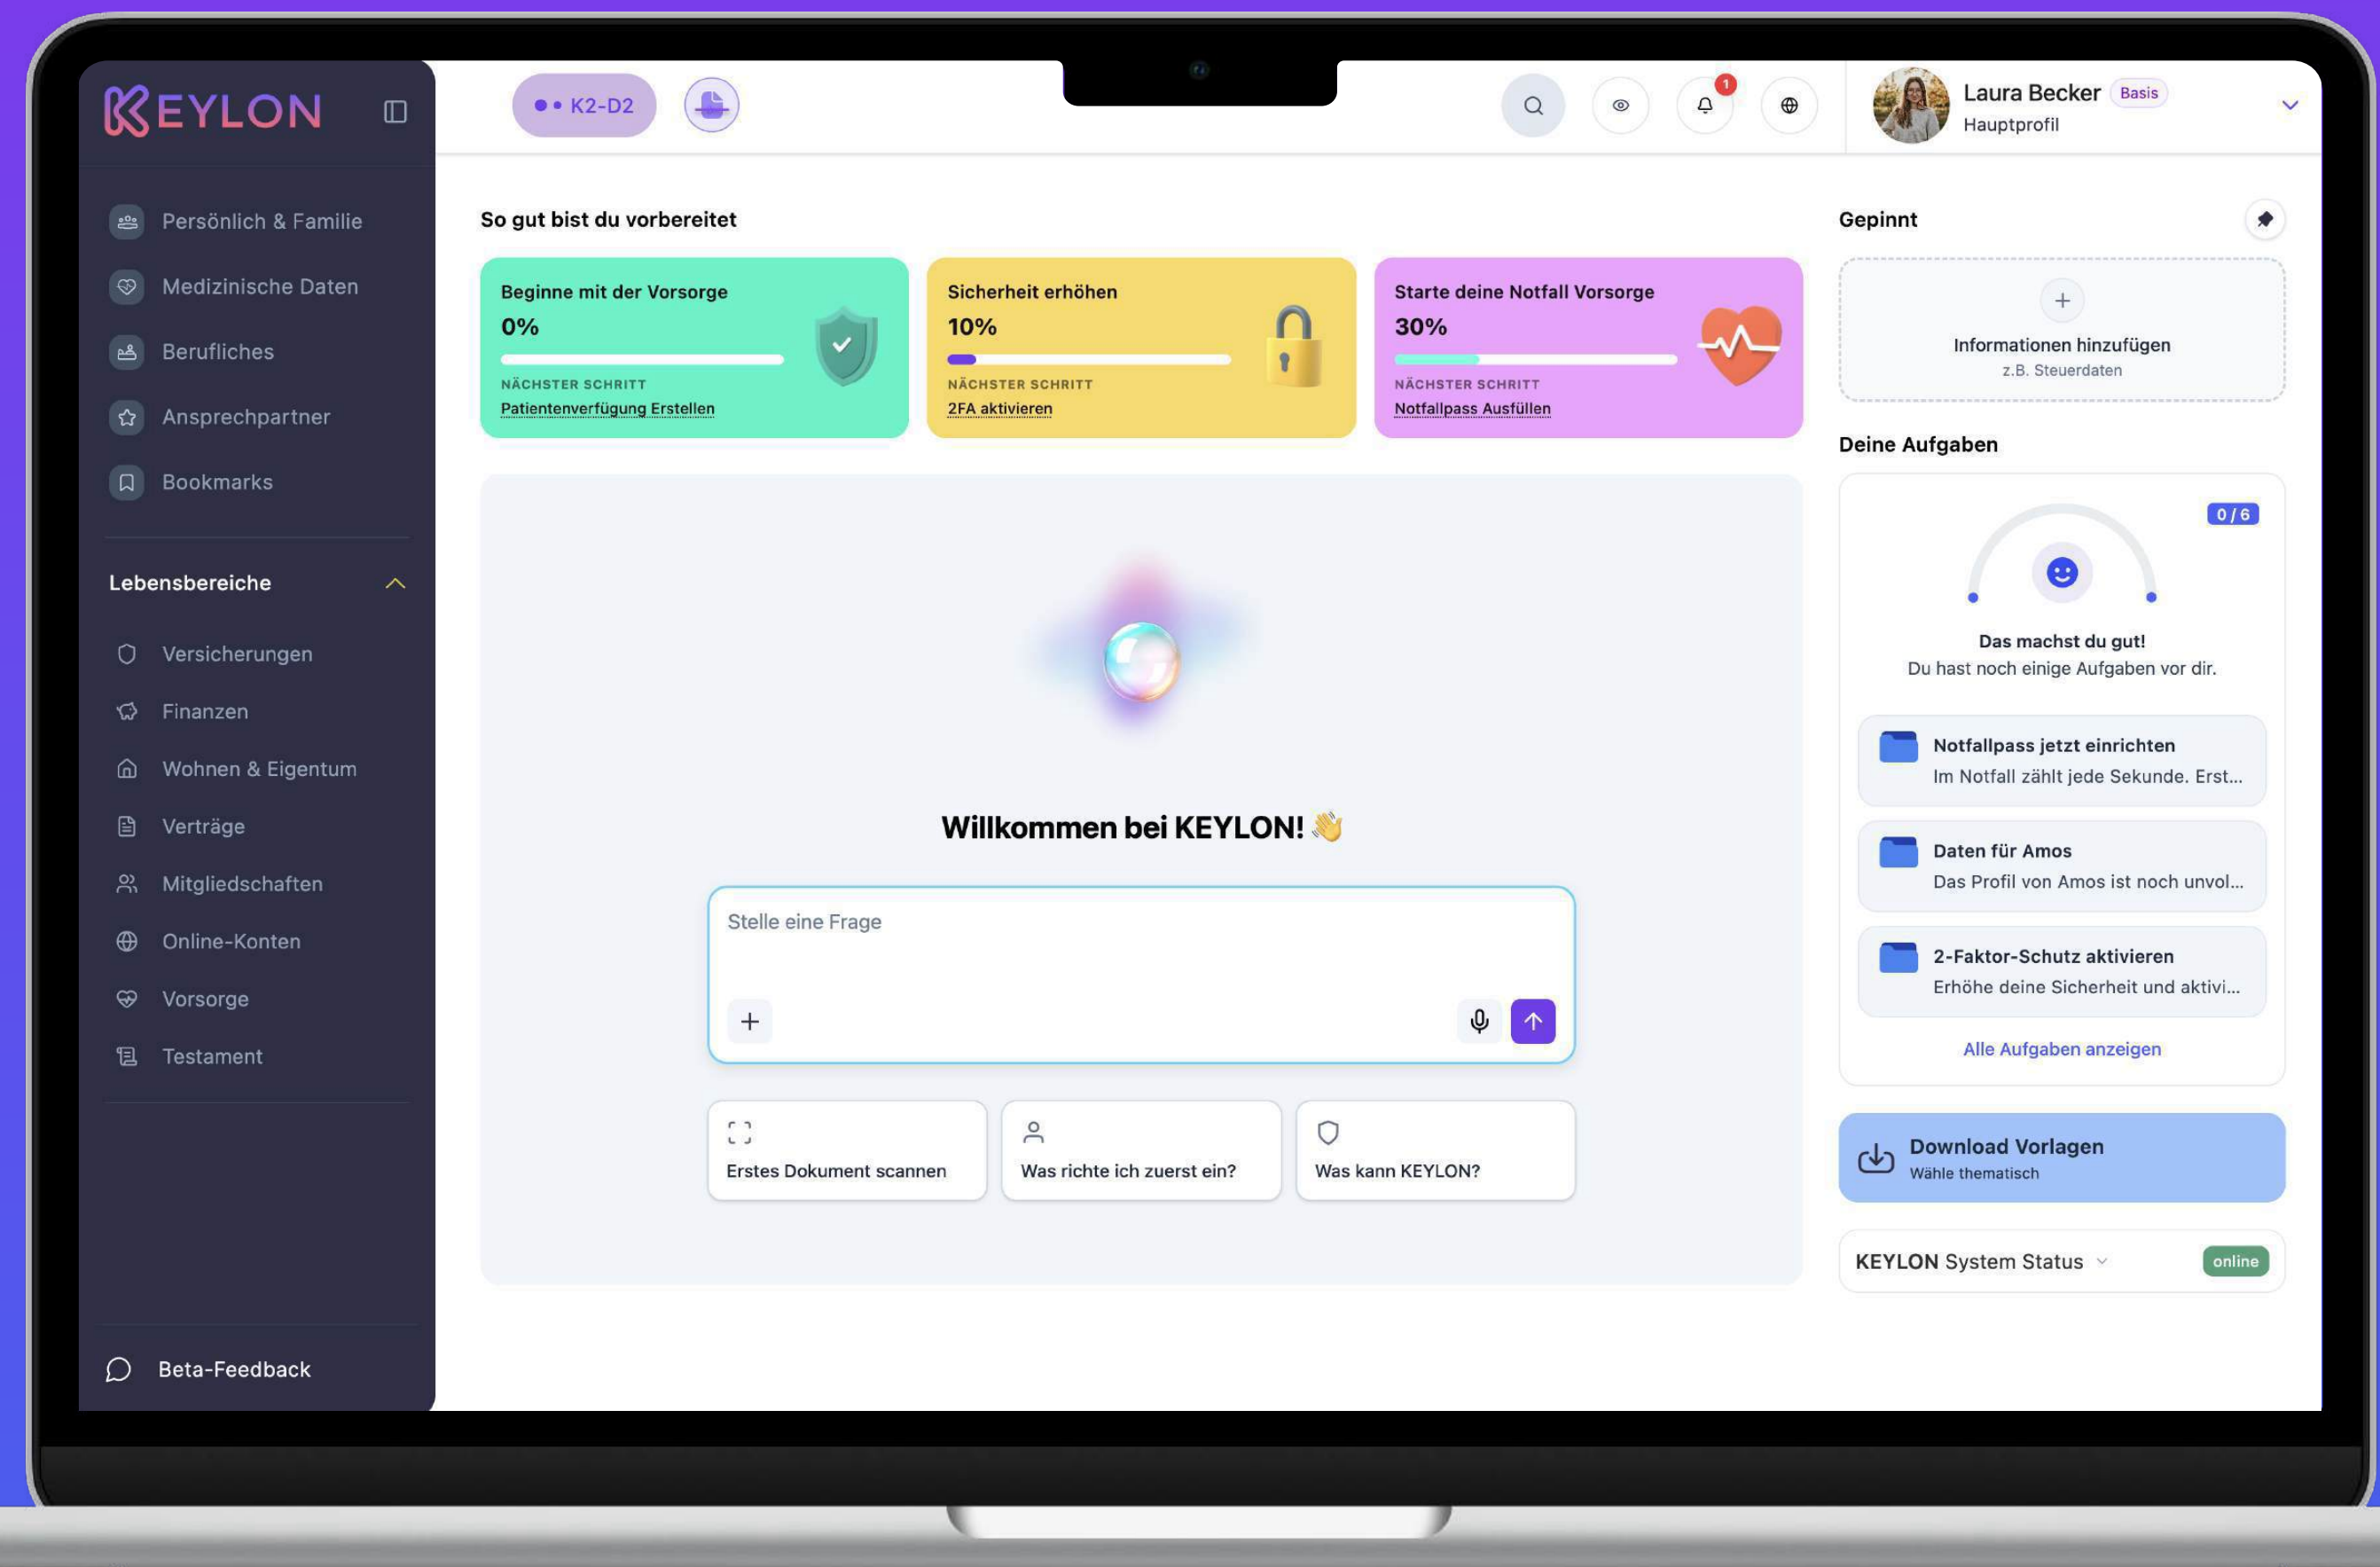 KEYLON
K2-D2
1
Laura Becker Basis
Hauptprofil
Persönlich & Familie
Medizinische Daten
Berufliches
Ansprechpartner
Bookmarks
Lebensbereiche
Versicherungen
Finanzen
Wohnen & Eigentum
Verträge
Mitgliedschaften
Online-Konten
Vorsorge
Testament
Beta-Feedback
So gut bist du vorbereitet
Beginne mit der Vorsorge
0%
NÄCHSTER SCHRITT
Patientenverfügung Erstellen
Sicherheit erhöhen
10%
NÄCHSTER SCHRITT
2FA aktivieren
Starte deine Notfall Vorsorge
30%
NÄCHSTER SCHRITT
Notfallpass Ausfüllen
Willkommen bei KEYLON! 👋
Stelle eine Frage
Erstes Dokument scannen
Was richte ich zuerst ein?
Was kann KEYLON?
Gepinnt
Informationen hinzufügen
z.B. Steuerdaten
Deine Aufgaben
0 / 6
Das machst du gut!
Du hast noch einige Aufgaben vor dir.
Notfallpass jetzt einrichten
Im Notfall zählt jede Sekunde. Erst...
Daten für Amos
Das Profil von Amos ist noch unvol...
2-Faktor-Schutz aktivieren
Erhöhe deine Sicherheit und aktivi...
Alle Aufgaben anzeigen
Download Vorlagen
Wähle thematisch
KEYLON System Status
online